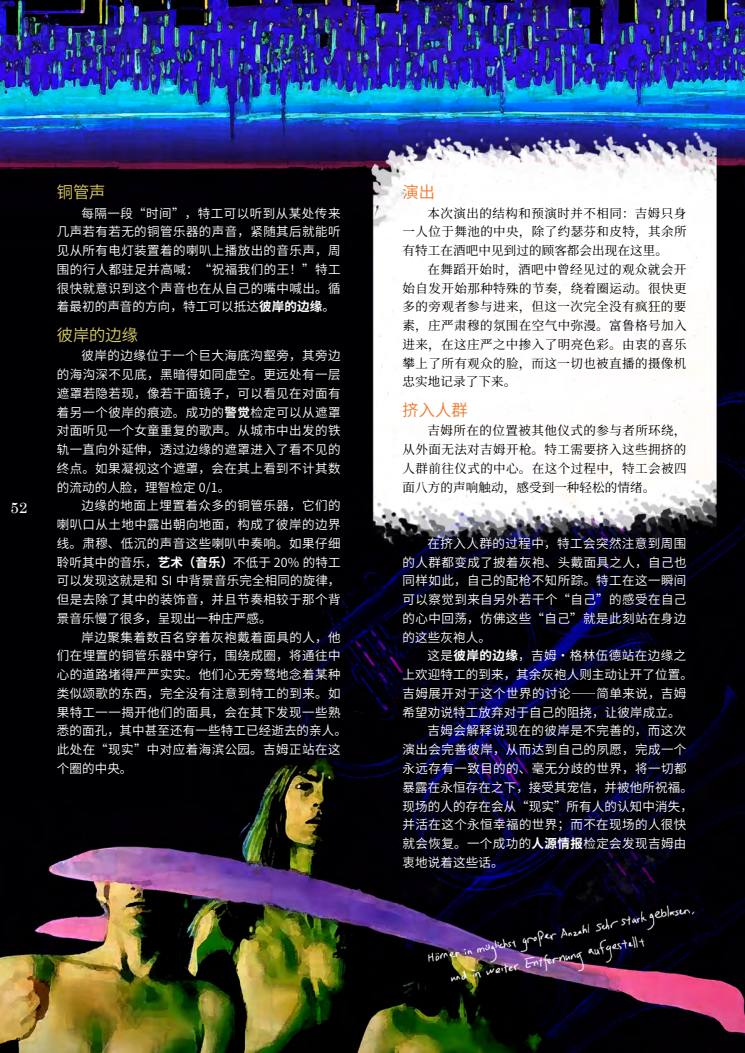 铜管声
每隔一段“时间”，特工可以听到从某处传来
几声若有若无的铜管乐器的声音，紧随其后就能听
见从所有电灯装置着的喇叭上播放出的音乐声，周
围的行人都驻足并高喊：“祝福我们的王！”特工
很快就意识到这个声音也在从自己的嘴中喊出。循
着最初的声音的方向，特工可以抵达彼岸的边缘。
彼岸的边缘
彼岸的边缘位于一个巨大海底沟壑旁，其旁边
的海沟深不见底，黑暗得如同虚空。更远处有一层
遮罩若隐若现，像若干面镜子，可以看见在对面有
着另一个彼岸的痕迹。成功的警觉检定可以从遮罩
对面听见一个女童重复的歌声。从城市中出发的铁
轨一直向外延伸，透过边缘的遮罩进入了看不见的
终点。如果凝视这个遮罩，会在其上看到不计其数
的流动的人脸，理智检定 0/1。
边缘的地面上埋置着众多的铜管乐器，它们的
喇叭口从土地中露出朝向地面，构成了彼岸的边界
线。肃穆、低沉的声音这些喇叭中奏响。如果仔细
聆听其中的音乐，艺术（音乐）不低于 20% 的特工
可以发现这就是和 SI 中背景音乐完全相同的旋律，
但是去除了其中的装饰音，并且节奏相较于那个背
景音乐慢了很多，呈现出一种庄严感。
岸边聚集着数百名穿着灰袍戴着面具的人，他
们在埋置的铜管乐器中穿行，围绕成圈，将通往中
心的道路堵得严严实实。他们心无旁骛地念着某种
类似颂歌的东西，完全没有注意到特工的到来。如
果特工一一揭开他们的面具，会在其下发现一些熟
悉的面孔，其中甚至还有一些特工已经逝去的亲人。
此处在“现实”中对应着海滨公园。吉姆正站在这
个圈的中央。
演出
本次演出的结构和预演时并不相同：吉姆只身
一人位于舞池的中央，除了约瑟芬和皮特，其余所
有特工在酒吧中见到过的顾客都会出现在这里。
在舞蹈开始时，酒吧中曾经见过的观众就会开
始自发开始那种特殊的节奏，绕着圈运动。很快更
多的旁观者参与进来，但这一次完全没有疯狂的要
素，庄严肃穆的氛围在空气中弥漫。富鲁格号加入
进来，在这庄严之中掺入了明亮色彩。由衷的喜乐
攀上了所有观众的脸，而这一切也被直播的摄像机
忠实地记录了下来。
挤入人群
吉姆所在的位置被其他仪式的参与者所环绕，
从外面无法对吉姆开枪。特工需要挤入这些拥挤的
人群前往仪式的中心。在这个过程中，特工会被四
面八方的声响触动，感受到一种轻松的情绪。
在挤入人群的过程中，特工会突然注意到周围
的人群都变成了披着灰袍、头戴面具之人，自己也
同样如此，自己的配枪不知所踪。特工在这一瞬间
可以察觉到来自另外若干个“自己”的感受在自己
的心中回荡，仿佛这些“自己”就是此刻站在身边
的这些灰袍人。
这是彼岸的边缘，吉姆·格林伍德站在边缘之
上欢迎特工的到来，其余灰袍人则主动让开了位置。
吉姆展开对于这个世界的讨论——简单来说，吉姆
希望劝说特工放弃对于自己的阻挠，让彼岸成立。
吉姆会解释说现在的彼岸是不完善的，而这次
演出会完善彼岸，从而达到自己的夙愿，完成一个
永远存有一致目的的、毫无分歧的世界，将一切都
暴露在永恒存在之下，接受其宠信，并被他所祝福。
现场的人的存在会从“现实”所有人的认知中消失，
并活在这个永恒幸福的世界；而不在现场的人很快
就会恢复。一个成功的人源情报检定会发现吉姆由
衷地说着这些话。
52
Hörner in möglichst großer Anzahl sehr stark geblasen,
und in weiter Entfernung aufgestellt